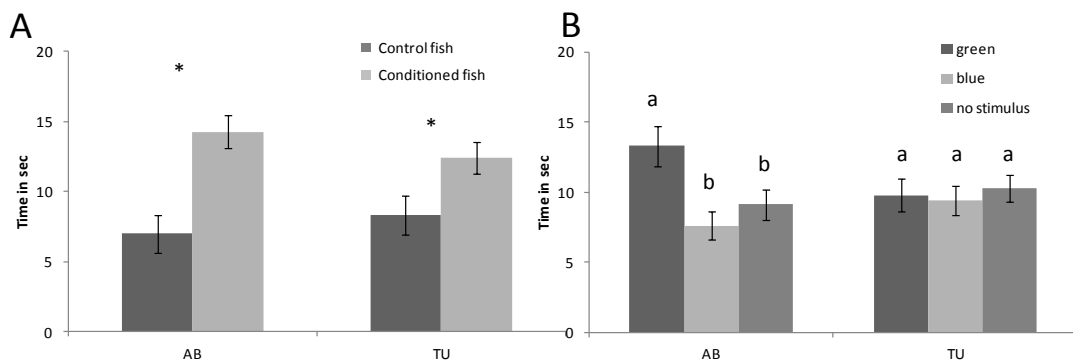 A
Control fish
Conditioned fish
Time in sec
20
15
10
5
0
*
*
AB
TU
B
green
blue
no stimulus
Time in sec
20
15
10
5
0
a
b
b
a
a
a
AB
TU